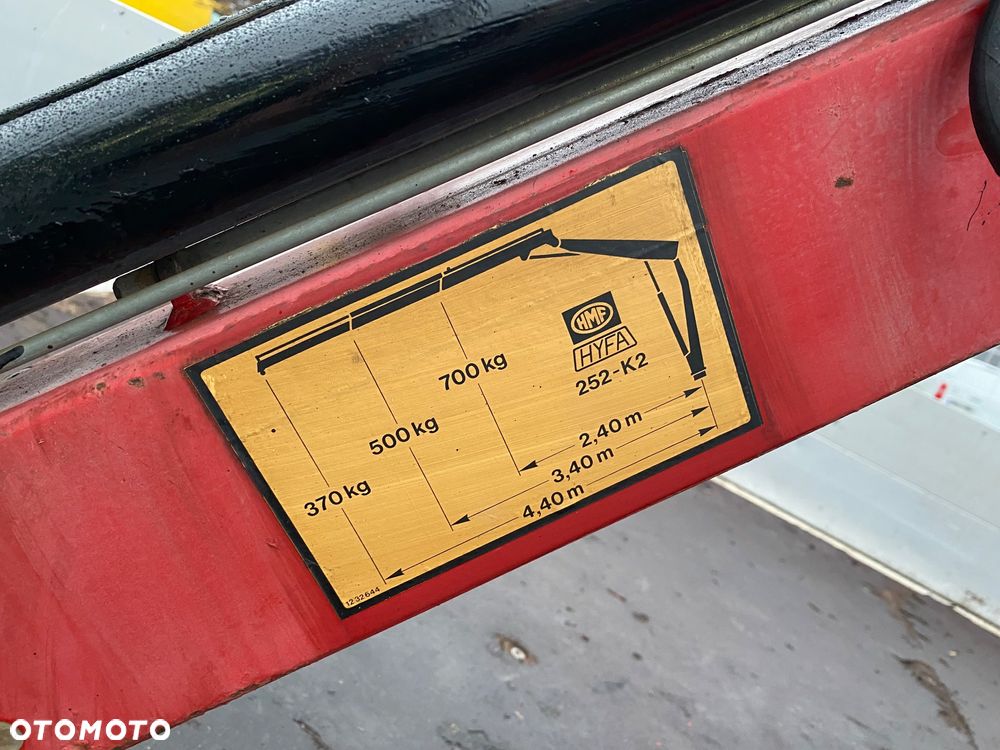 HMF
HYFA
252-K2
700 kg
500 kg
370 kg
2,40 m
3,40 m
4,40 m
1232644
OTOMOTO